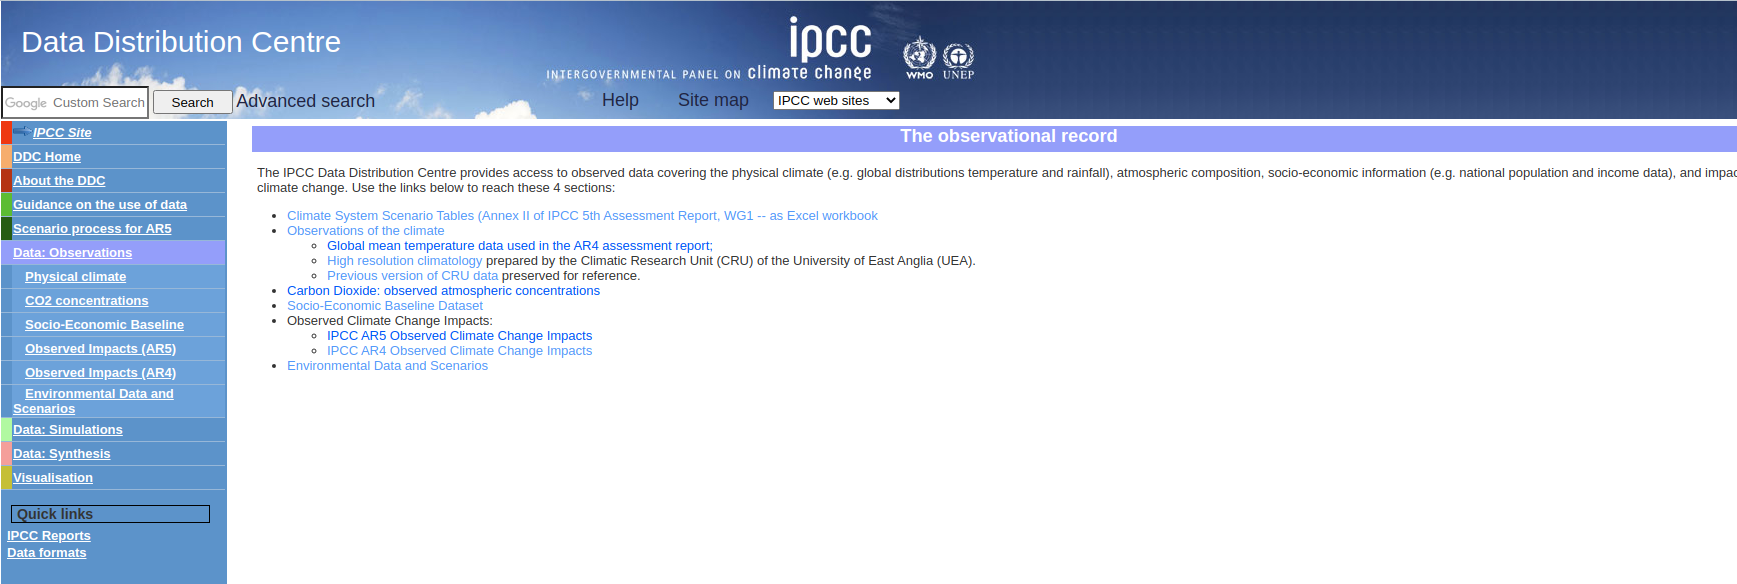 Data Distribution Centre
ipcc
INTERGOVERNMENTAL PANEL ON climate change
WMO UNEP
Google Custom Search Search Advanced search Help Site map IPCC web sites
IPCC Site
DDC Home
About the DDC
Guidance on the use of data
Scenario process for AR5
Data: Observations
Physical climate
CO2 concentrations
Socio-Economic Baseline
Observed Impacts (AR5)
Observed Impacts (AR4)
Environmental Data and
Scenarios
Data: Simulations
Data: Synthesis
Visualisation
Quick links
IPCC Reports
Data formats
The observational record
The IPCC Data Distribution Centre provides access to observed data covering the physical climate (e.g. global distributions temperature and rainfall), atmospheric composition, socio-economic information (e.g. national population and income data), and impac
climate change. Use the links below to reach these 4 sections:
Climate System Scenario Tables (Annex II of IPCC 5th Assessment Report, WG1 -- as Excel workbook
Observations of the climate
Global mean temperature data used in the AR4 assessment report;
High resolution climatology prepared by the Climatic Research Unit (CRU) of the University of East Anglia (UEA).
Previous version of CRU data preserved for reference.
Carbon Dioxide: observed atmospheric concentrations
Socio-Economic Baseline Dataset
Observed Climate Change Impacts:
IPCC AR5 Observed Climate Change Impacts
IPCC AR4 Observed Climate Change Impacts
Environmental Data and Scenarios